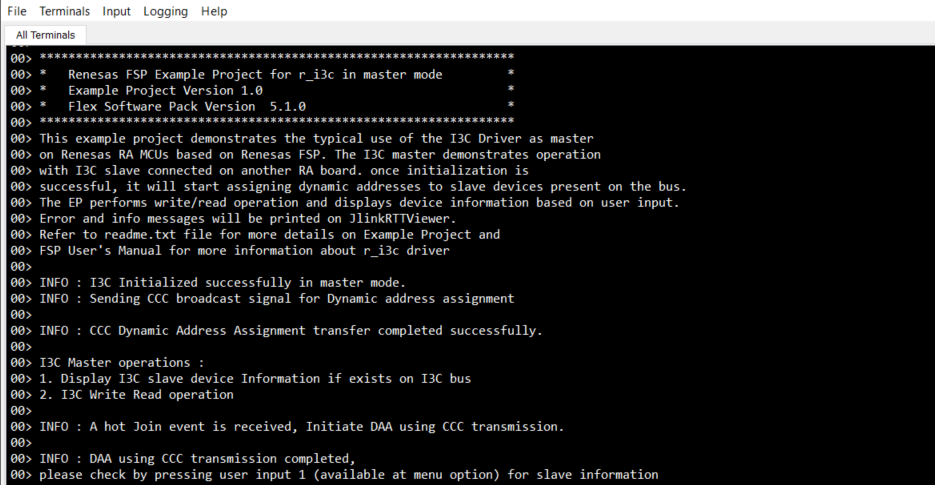 File Terminals Input Logging Help
All Terminals
00> ******************************************************************
00> *   Renesas FSP Example Project for r_i3c in master mode         *
00> *   Example Project Version 1.0                                  *
00> *   Flex Software Pack Version  5.1.0                            *
00> ******************************************************************
00> This example project demonstrates the typical use of the I3C Driver as master
00> on Renesas RA MCUs based on Renesas FSP. The I3C master demonstrates operation
00> with I3C slave connected on another RA board. once initialization is
00> successful, it will start assigning dynamic addresses to slave devices present on the bus.
00> The EP performs write/read operation and displays device information based on user input.
00> Error and info messages will be printed on JlinkRTTViewer.
00> Refer to readme.txt file for more details on Example Project and
00> FSP User's Manual for more information about r_i3c driver
00>
00> INFO : I3C Initialized successfully in master mode.
00> INFO : Sending CCC broadcast signal for Dynamic address assignment
00>
00> INFO : CCC Dynamic Address Assignment transfer completed successfully.
00>
00> I3C Master operations :
00> 1. Display I3C slave device Information if exists on I3C bus
00> 2. I3C Write Read operation
00>
00> INFO : A hot Join event is received, Initiate DAA using CCC transmission.
00>
00> INFO : DAA using CCC transmission completed,
00> please check by pressing user input 1 (available at menu option) for slave information